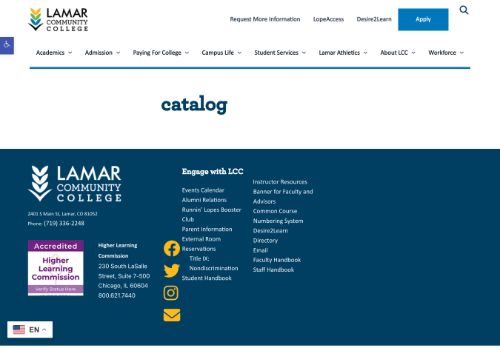 LAMAR
COMMUNITY
COLLEGE
Request More Information LopeAccess Desire2Learn Apply
Academics Admission Paying For College Campus Life Student Services Lamar Athletics About LCC Workforce
catalog
LAMAR
COMMUNITY
COLLEGE
2401 S Main St, Lamar, CO 81052
Phone: (719) 336-2248
Accredited
Higher
Learning
Commission
Verify Status Here
Higher Learning
Commission
230 South LaSalle
Street, Suite 7-500
Chicago, IL 60604
800.621.7440
Engage with LCC
Events Calendar
Alumni Relations
Runnin' Lopes Booster
Club
Parent Information
External Room
Reservations
Title IX:
Nondiscrimination
Student Handbook
Instructor Resources
Banner for Faculty and
Advisors
Common Course
Numbering System
Desire2Learn
Directory
Email
Faculty Handbook
Staff Handbook
EN